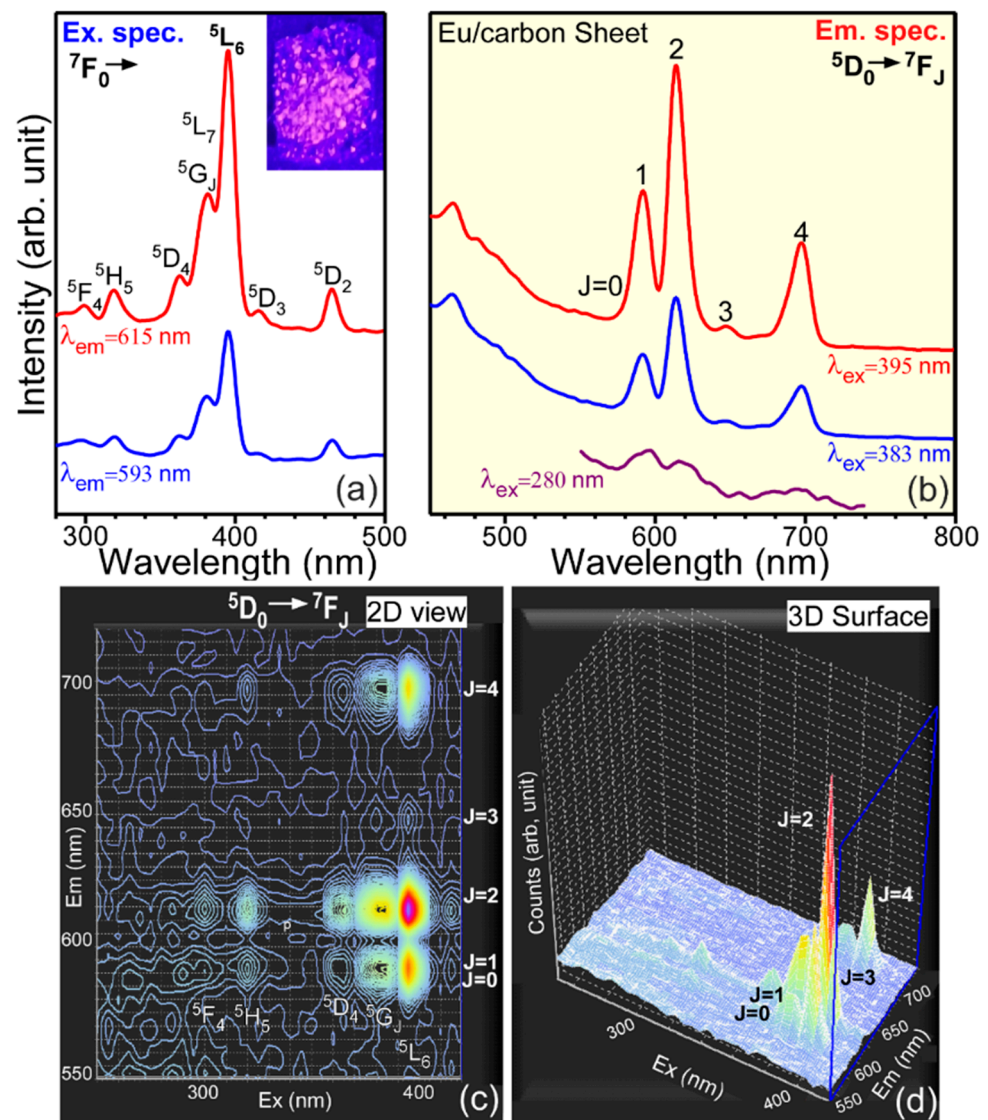 Ex. spec.
⁷F₀→
⁵L₆
⁵L₇
⁵G_J
⁵D₄
⁵H₅
⁵F₄
⁵D₃
⁵D₂
λem=615 nm
λem=593 nm
(a)
Intensity (arb. unit)
300 400 500
Wavelength (nm)
Eu/carbon Sheet
Em. spec.
⁵D₀→⁷F_J
2
1
4
J=0
3
λex=395 nm
λex=383 nm
λex=280 nm
(b)
500 600 700 800
Wavelength (nm)
⁵D₀→⁷F_J
2D view
700
650
600
550
Em (nm)
J=4
J=3
J=2
J=1
J=0
P
⁵F₄ ⁵H₅ ⁵D₄ ⁵G_J
⁵L₆
300 400
Ex (nm)
(c)
3D Surface
Counts (arb, unit)
J=2
J=4
J=3
J=1
J=0
300
400
Ex (nm)
550
600
650
700
Em (nm)
(d)